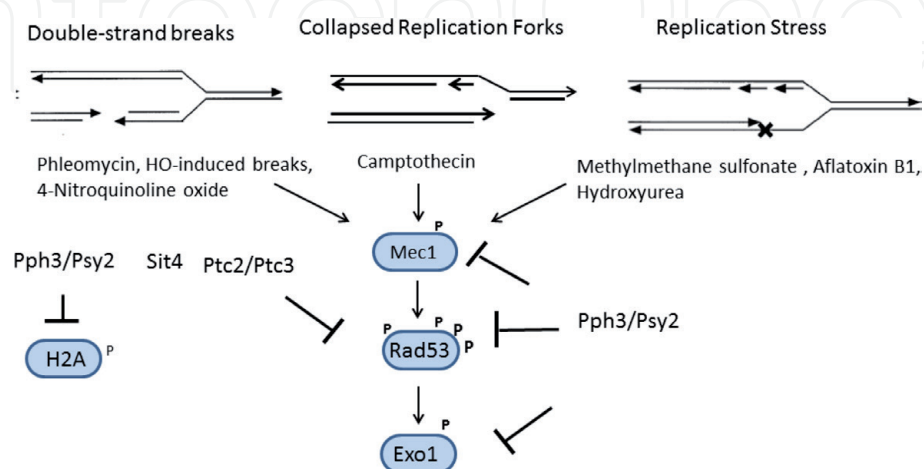 Double-strand breaks
Collapsed Replication Forks
Replication Stress
:
Phleomycin, HO-induced breaks,
4-Nitroquinoline oxide
Camptothecin
Methylmethane sulfonate , Aflatoxin B1,
Hydroxyurea
P
Mec1
Pph3/Psy2 Sit4 Ptc2/Ptc3
Pph3/Psy2
P P P
H2A P
Rad53 P
P
Exo1